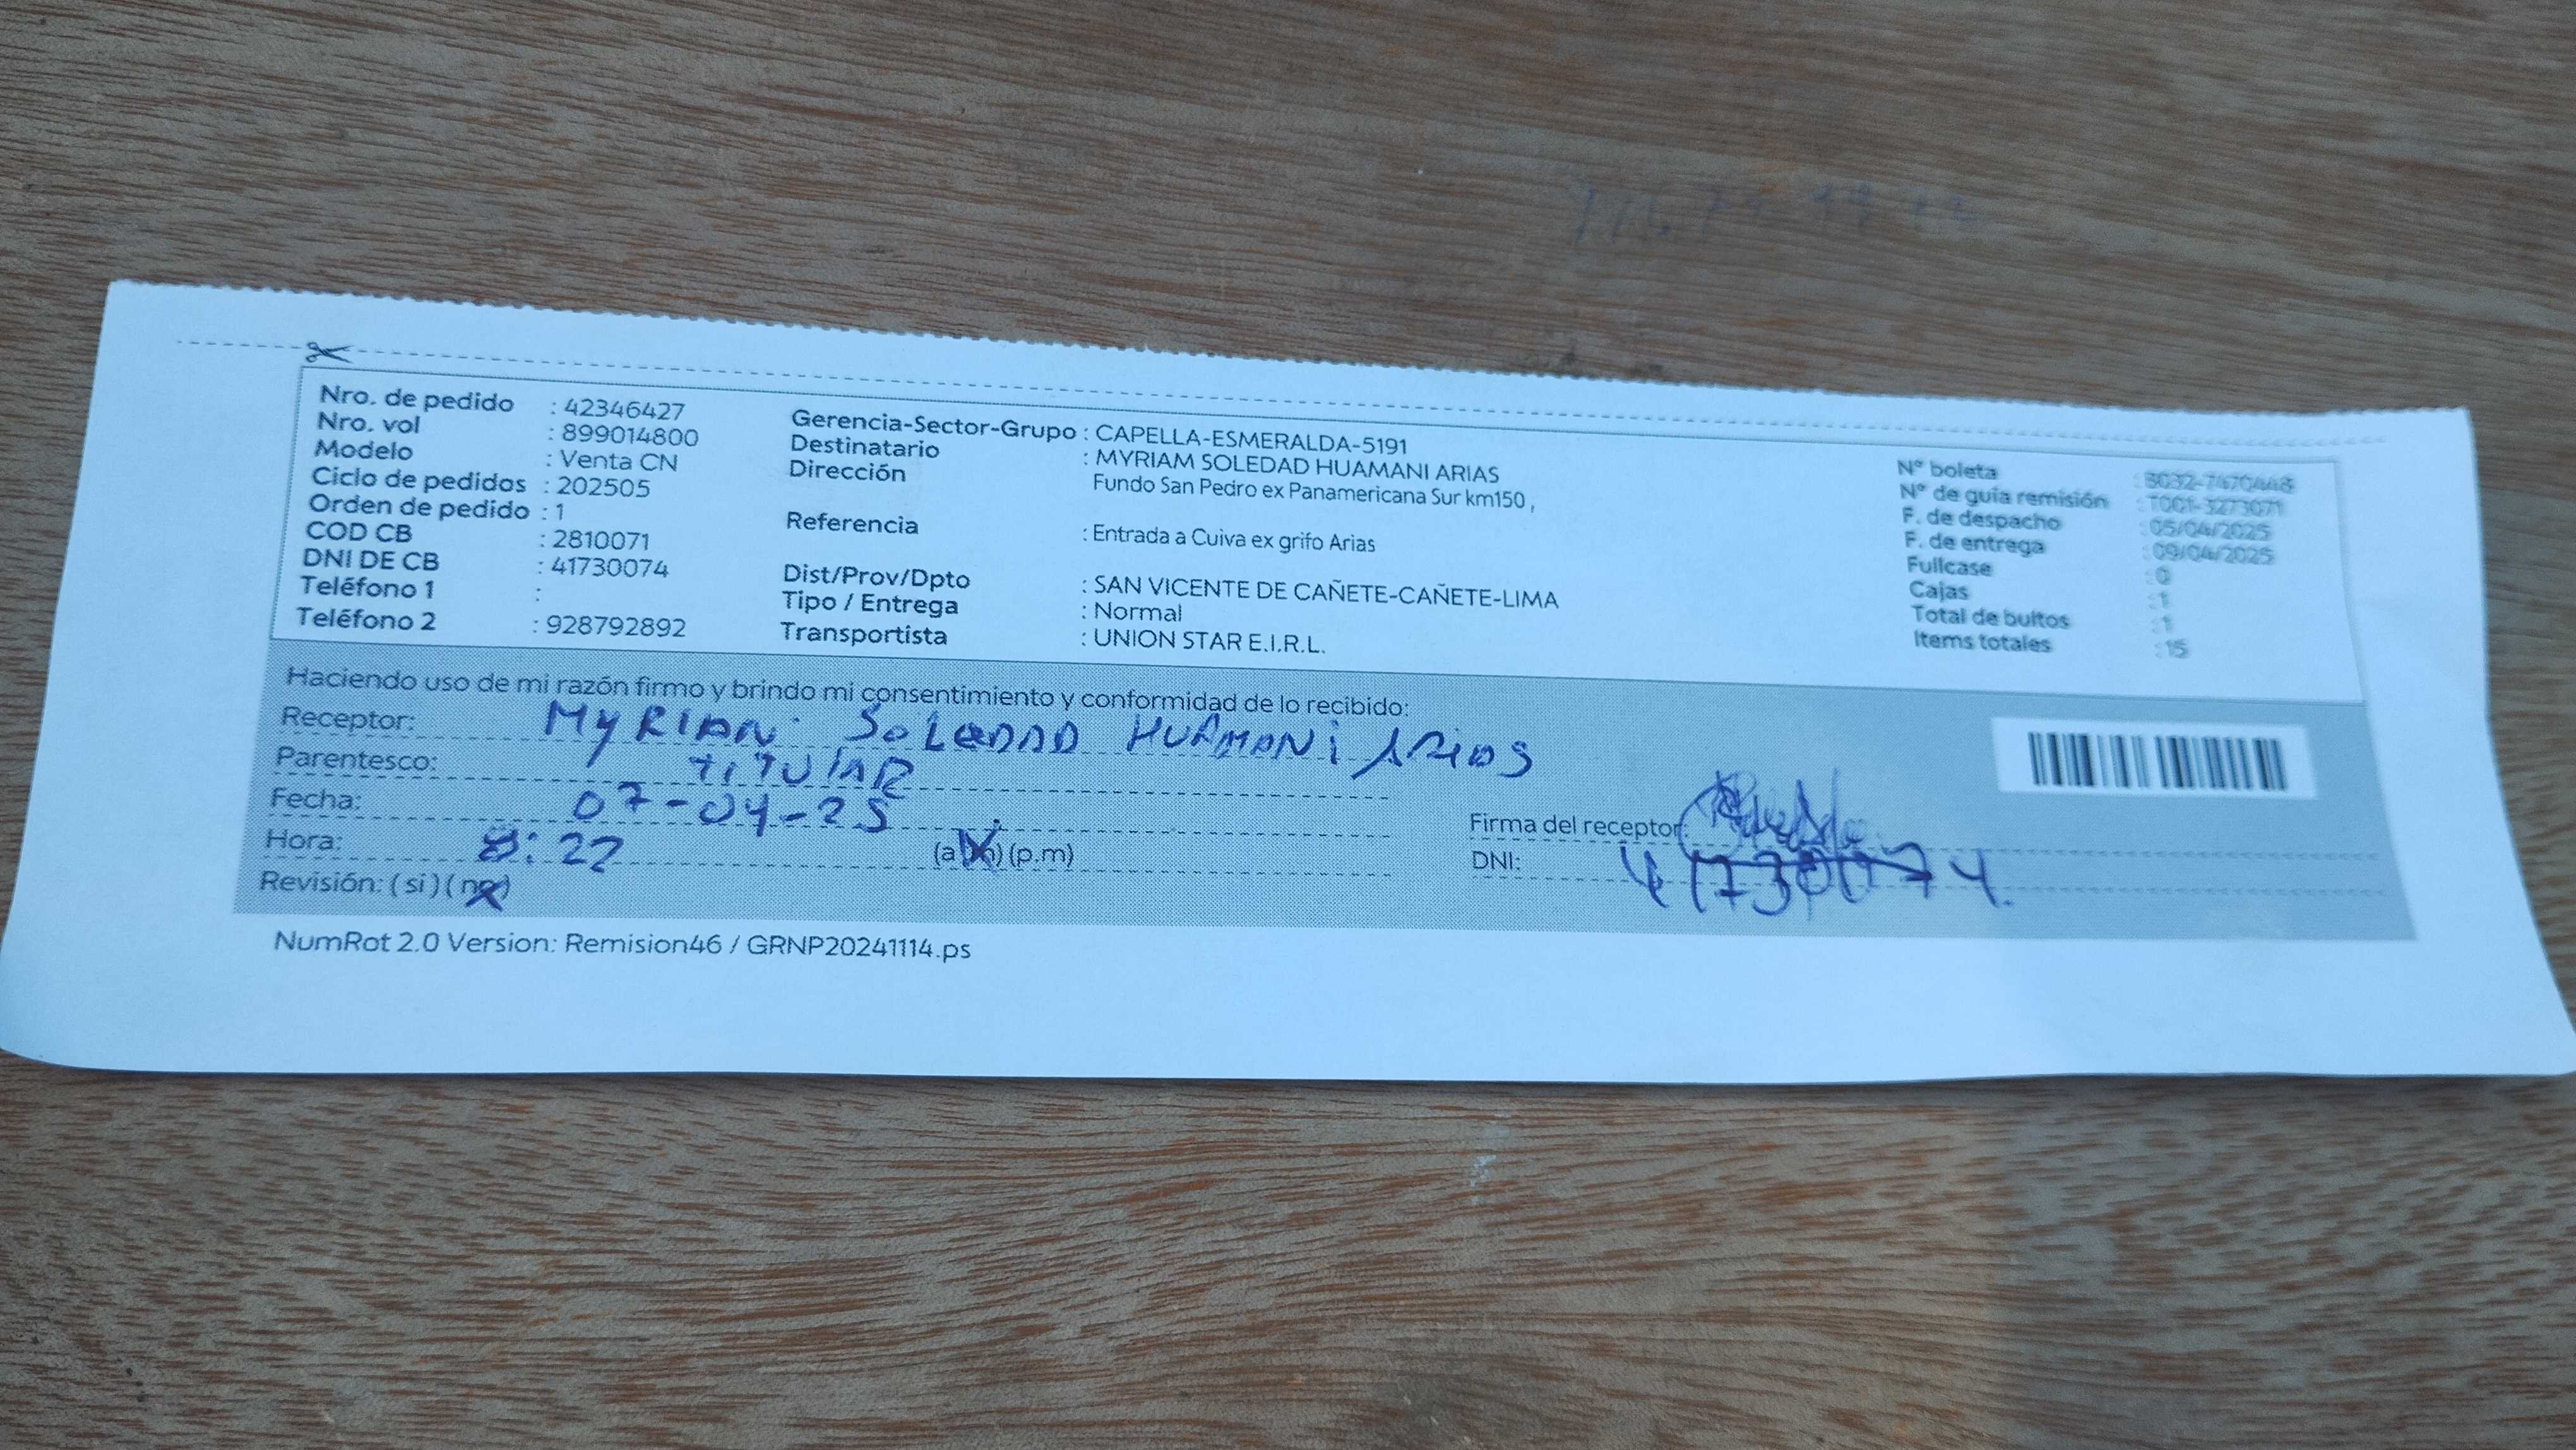 Nro. de pedido : 42346427
Nro. vol : 899014800
Modelo : Venta CN
Ciclo de pedidos : 202505
Orden de pedido : 1
COD CB : 2810071
DNI DE CB : 41730074
Teléfono 1 :
Teléfono 2 : 928792892
Gerencia-Sector-Grupo : CAPELLA-ESMERALDA-5191
Destinatario : MYRIAM SOLEDAD HUAMANI ARIAS
Dirección Fundo San Pedro ex Panamericana Sur km150 ,
Referencia : Entrada a Cuiva ex grifo Arias
Dist/Prov/Dpto : SAN VICENTE DE CAÑETE-CAÑETE-LIMA
Tipo / Entrega : Normal
Transportista : UNION STAR E.I.R.L.
N° boleta
N° de guía remisión : T001-3273071
F. de despacho : 05/04/2025
F. de entrega : 09/04/2025
Fullcase : 0
Cajas : 1
Total de bultos : 1
Items totales : 15
Haciendo uso de mi razón firmo y brindo mi consentimiento y conformidad de lo recibido:
Receptor: MYRIAN SOLEDAD HUAMANI ARIAS
Parentesco: TITULAR
Fecha: 07-04-25
Hora: 8:22 (a.m) (p.m)
Revisión: (si) (no)
Firma del receptor:
DNI: 41730074.
NumRot 2.0 Version: Remision46 / GRNP20241114.ps